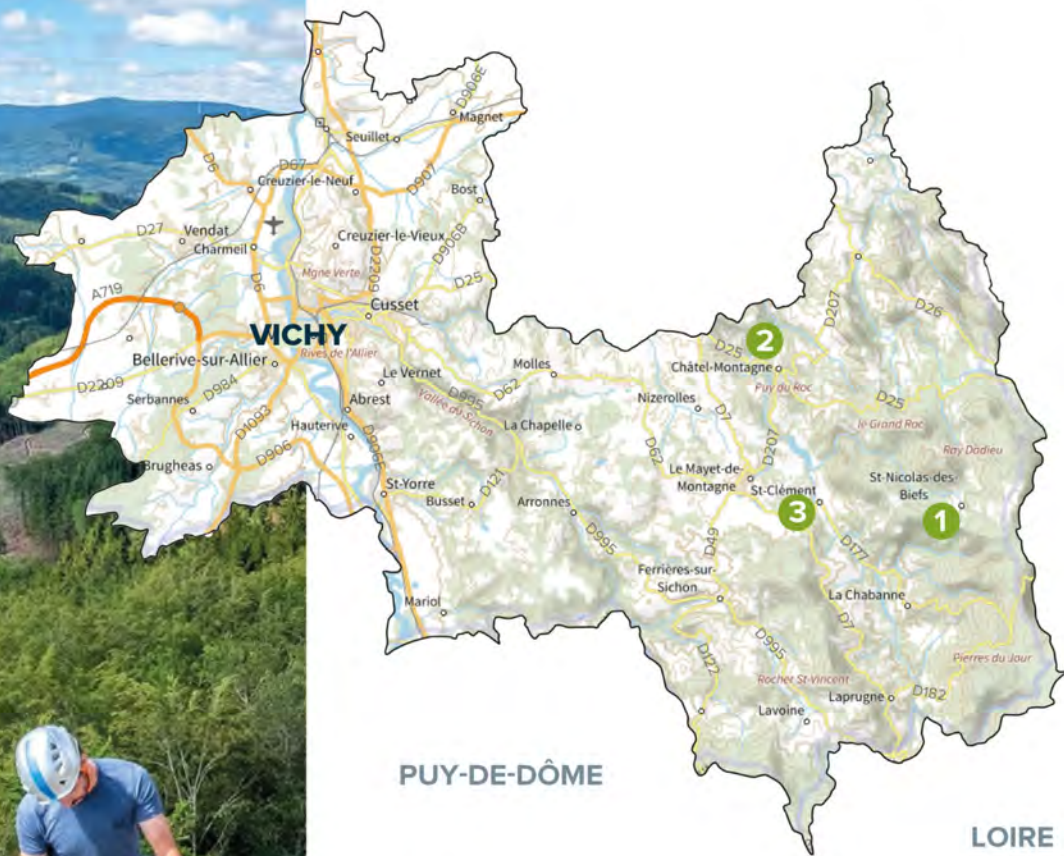 D906E
Magnet
Seuillet
D6
D67
D907
Creuzier-le-Neuf
Bost
D27
Vendat
Creuzier-le-Vieux
Charmeil
D906B
Mgne Verte
D2209
D25
A719
D6
Cusset
VICHY
Rives de l'Allier
D207
D26
2
D25
Bellerive-sur-Allier
Châtel-Montagne
Molles
Le Vernet
Puy du Roc
D2209
D984
D995
D62
Serbannes
Abrest
Vallée du Sichon
Nizerolles
D25
D1093
Hauterive
La Chapelle
D7
le Grand Roc
D906
D62
D207
Ray Dadieu
Brugheas
D906E
Le Mayet-de-
Montagne
St-Nicolas-des-
Biefs
St-Yorre
D121
St-Clément
Busset
Arronnes
3
1
D995
D49
D177
Ferrières-sur-
Sichon
La Chabanne
Mariol
D7
D122
D995
Pierres du Jour
Rocher St-Vincent
Laprugne
D182
Lavoine
PUY-DE-DÔME
LOIRE